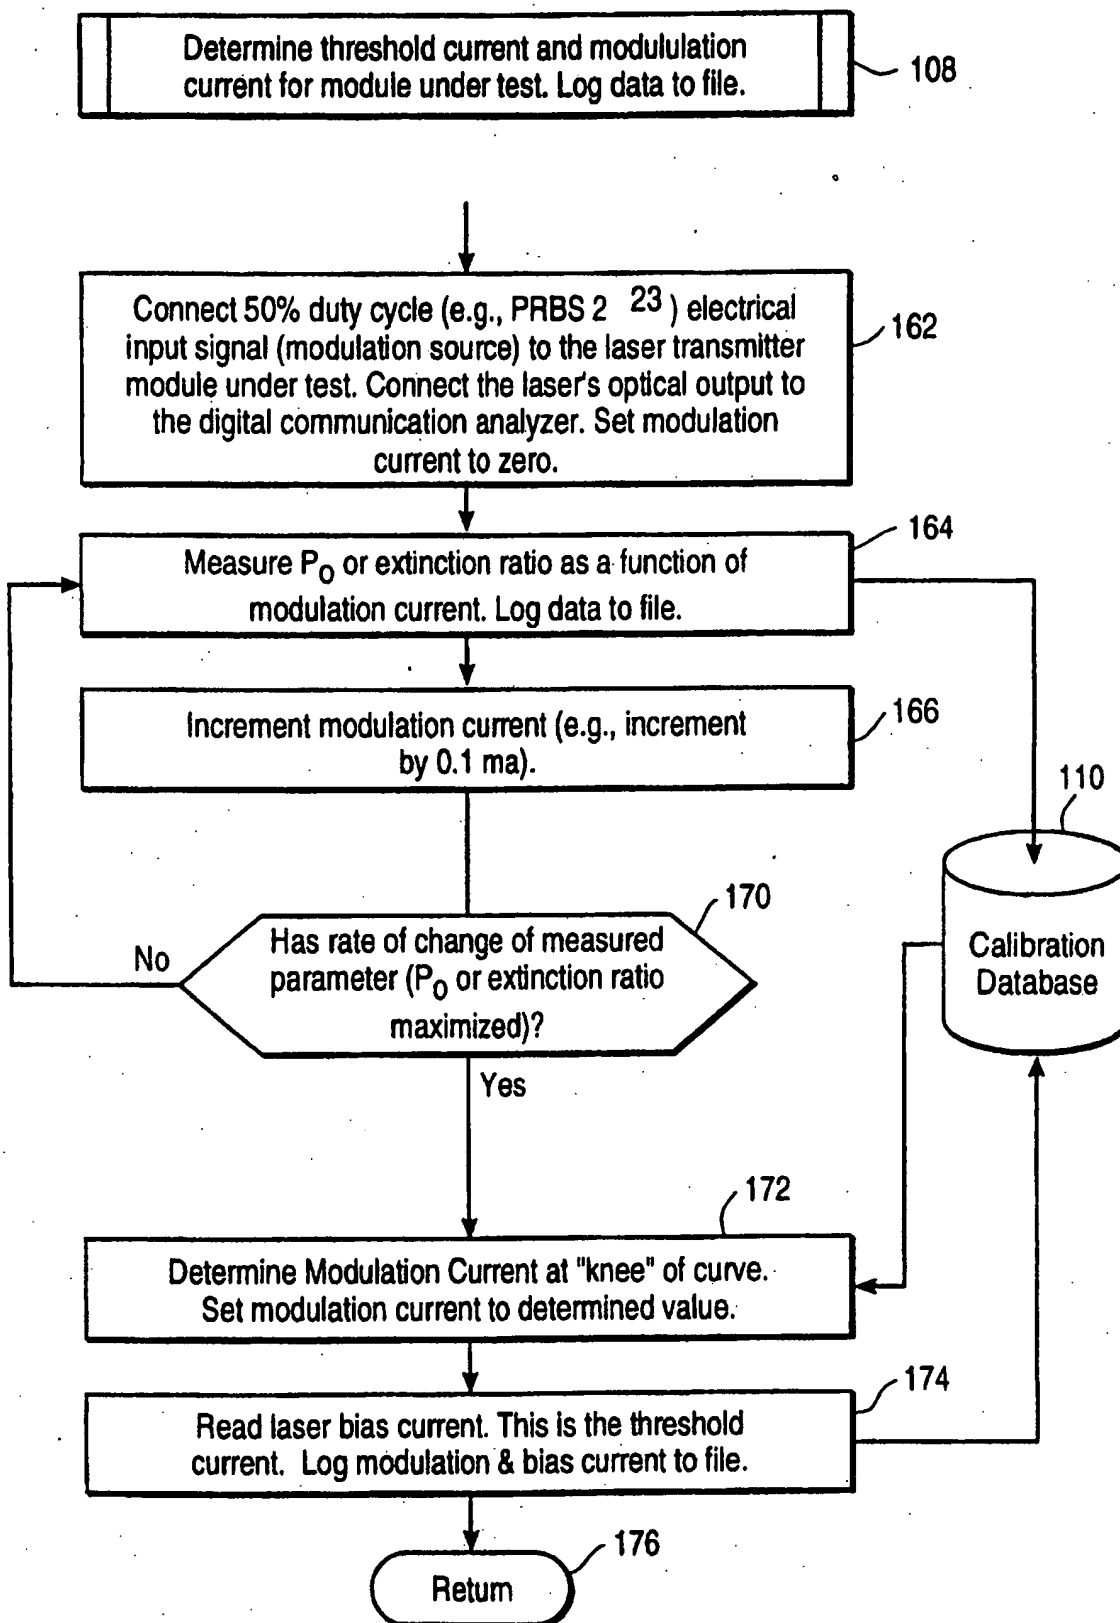 Determine threshold current and modululation
current for module under test. Log data to file.
108
Connect 50% duty cycle (e.g., PRBS 2 23 ) electrical
input signal (modulation source) to the laser transmitter
module under test. Connect the laser's optical output to
the digital communication analyzer. Set modulation
current to zero.
162
164
Measure PO or extinction ratio as a function of
modulation current. Log data to file.
166
Increment modulation current (e.g., increment
by 0.1 ma).
110
Calibration
Database
170
No
Has rate of change of measured
parameter (PO or extinction ratio
maximized)?
Yes
172
Determine Modulation Current at "knee" of curve.
Set modulation current to determined value.
174
Read laser bias current. This is the threshold
current. Log modulation & bias current to file.
176
Return